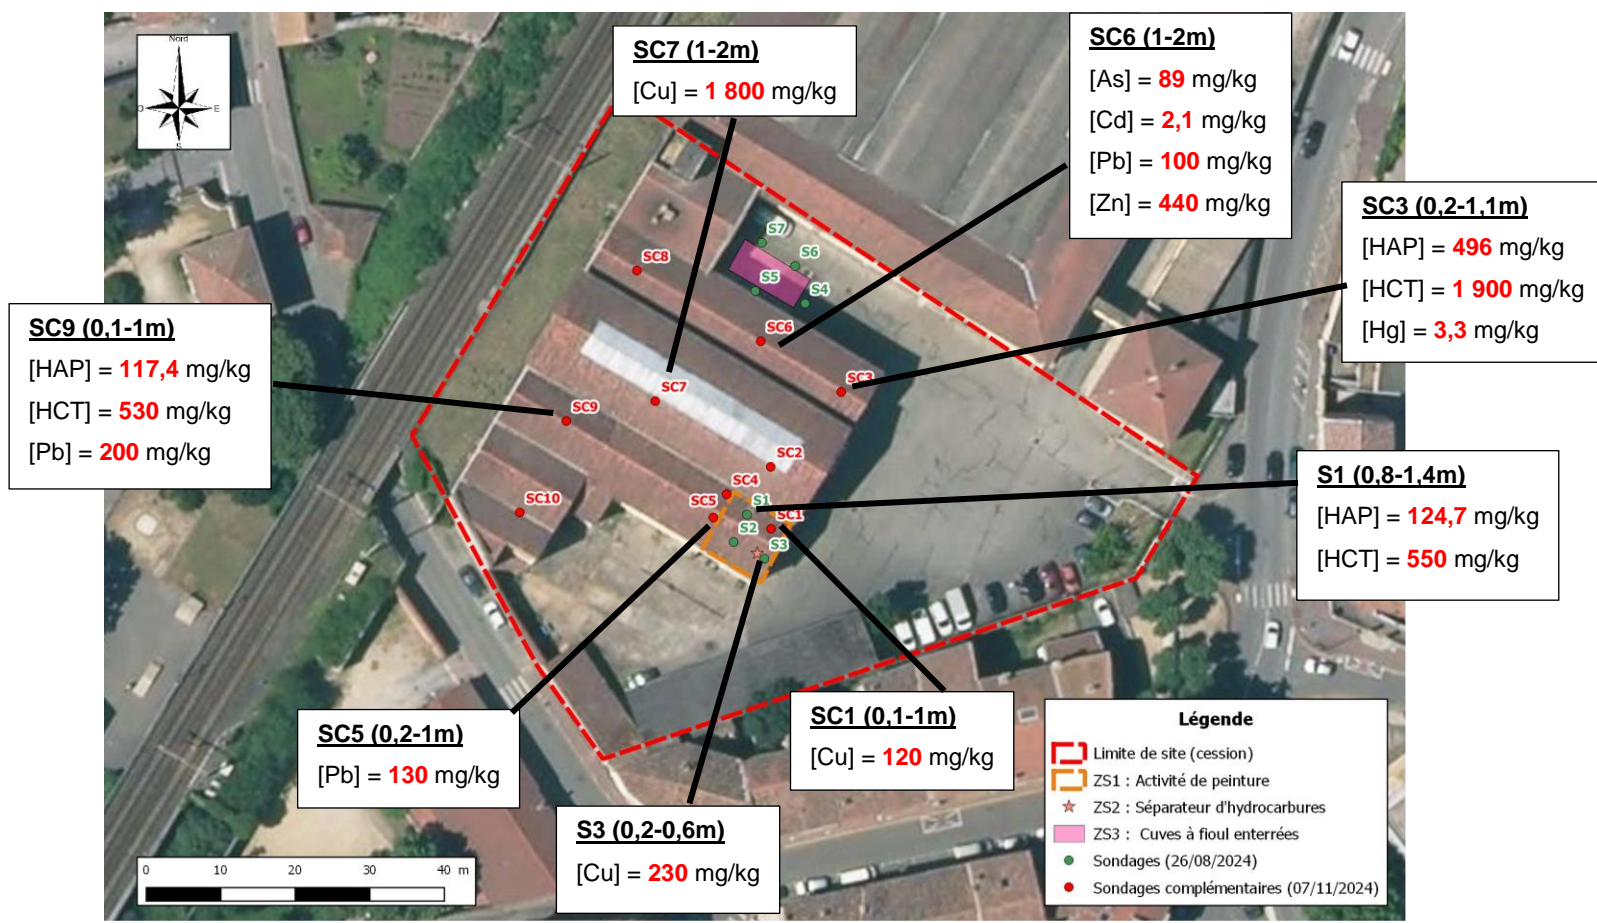 Nord
O
E
S
SC7 (1-2m)
[Cu] = 1 800 mg/kg
SC6 (1-2m)
[As] = 89 mg/kg
[Cd] = 2,1 mg/kg
[Pb] = 100 mg/kg
[Zn] = 440 mg/kg
SC3 (0,2-1,1m)
[HAP] = 496 mg/kg
[HCT] = 1 900 mg/kg
[Hg] = 3,3 mg/kg
SC9 (0,1-1m)
[HAP] = 117,4 mg/kg
[HCT] = 530 mg/kg
[Pb] = 200 mg/kg
S7
S6
SC8
S5
S4
SC6
SC3
SC7
SC9
SC2
SC4
S1
SC10
SC5
SC1
S2
S3
S1 (0,8-1,4m)
[HAP] = 124,7 mg/kg
[HCT] = 550 mg/kg
SC5 (0,2-1m)
[Pb] = 130 mg/kg
SC1 (0,1-1m)
[Cu] = 120 mg/kg
S3 (0,2-0,6m)
[Cu] = 230 mg/kg
Légende
Limite de site (cession)
ZS1 : Activité de peinture
ZS2 : Séparateur d'hydrocarbures
ZS3 : Cuves à fioul enterrées
Sondages (26/08/2024)
Sondages complémentaires (07/11/2024)
0 10 20 30 40 m